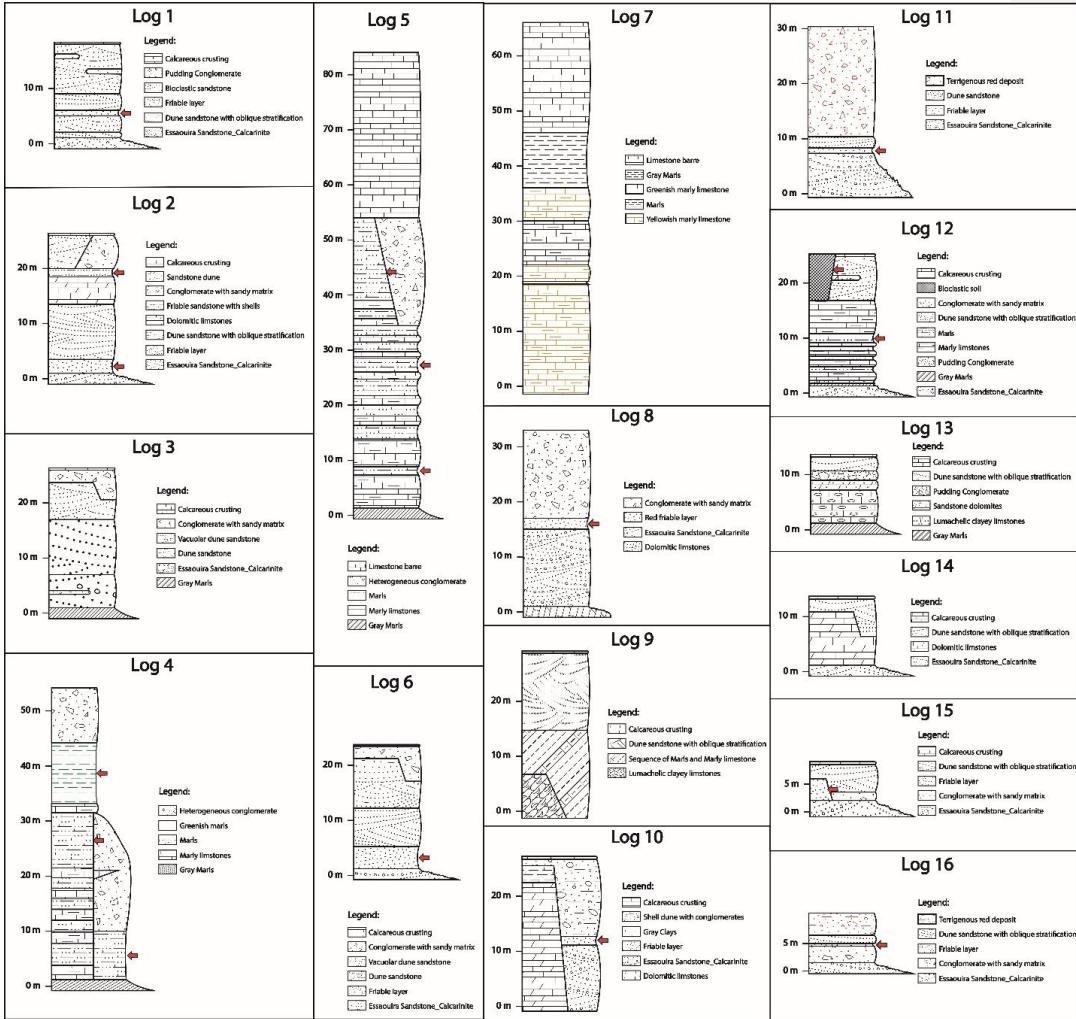 Log 1
Legend:
Calcareous crusting
Pudding Conglomerate
Bloclastic sandstone
Friable layer
Dune sandstone with oblique stratification
Essaouira Sandstone_Calcarinite
10 m
0 m
Log 2
Legend:
Calcareous crusting
Sandstone dune
Conglomerate with sandy matrix
Friable sandstone with shells
Dolomitic limstones
Dune sandstone with oblique stratification
Friable layer
Essaouira Sandstone_Calcarinite
20 m
10 m
0 m
Log 3
Legend:
Calcareous crusting
Conglomerate with sandy matrix
Vacuoler dune sandstone
Dune sandstone
Essaouira Sandstone_Calcarinite
Gray Marls
20 m
10 m
0 m
Log 4
Legend:
Heterogeneous conglomerate
Greenish marls
Marls
Marly limstones
Gray Marls
50 m
40 m
30 m
20 m
10 m
0 m
Log 5
80 m
70 m
60 m
50 m
40 m
30 m
20 m
10 m
0 m
Legend:
Limestone barre
Heterogeneous conglomerate
Marls
Marly limstones
Gray Marls
Log 6
20 m
10 m
0 m
Legend:
Calcareous crusting
Conglomerate with sandy matrix
Vacuolar dune sandstone
Dune sandstone
Friable layer
Essaouira Sandstone_Calcarinite
Log 7
60 m
50 m
40 m
30 m
20 m
10 m
0 m
Legend:
Limestone barre
Gray Marls
Greenish marly limestone
Marls
Yellowish marly limestone
Log 8
30 m
20 m
10 m
0 m
Legend:
Conglomerate with sandy matrix
Red friable layer
Essaouira Sandstone_Calcarinite
Dolomitic limstones
Log 9
20 m
10 m
0 m
Legend:
Calcareous crusting
Dune sandstone with oblique stratification
Sequence of Marls and Marly limestone
Lumachelic clayey limstones
Log 10
20 m
10 m
0 m
Legend:
Calcareous crusting
Shell dune with conglomerates
Gray Clays
Friable layer
Essaouira Sandstone_Calcarinite
Dolomitic limstones
Log 11
30 m
20 m
10 m
0 m
Legend:
Terrigenous red deposit
Dune sandstone
Friable layer
Essaouira Sandstone_Calcarinite
Log 12
20 m
10 m
0 m
Legend:
Calcareous crusting
Bloclastic soil
Conglomerate with sandy matrix
Dune sandstone with oblique stratification
Marls
Marly limstones
Pudding Conglomerate
Gray Marls
Essaouira Sandstone_Calcarinite
Log 13
10 m
0 m
Legend:
Calcareous crusting
Dune sandstone with oblique stratification
Pudding Conglomerate
Sandstone dolomites
Lumachelic clayey limstones
Gray Marls
Log 14
10 m
0 m
Legend:
Calcareous crusting
Dune sandstone with oblique stratification
Dolomitic limstones
Essaouira Sandstone_Calcarinite
Log 15
5 m
0 m
Legend:
Calcareous crusting
Dune sandstone with oblique stratification
Friable layer
Conglomerate with sandy matrix
Essaouira Sandstone_Calcarinite
Log 16
5 m
0 m
Legend:
Terrigenous red deposit
Dune sandstone with oblique stratification
Friable layer
Conglomerate with sandy matrix
Essaouira Sandstone_Calcarinite